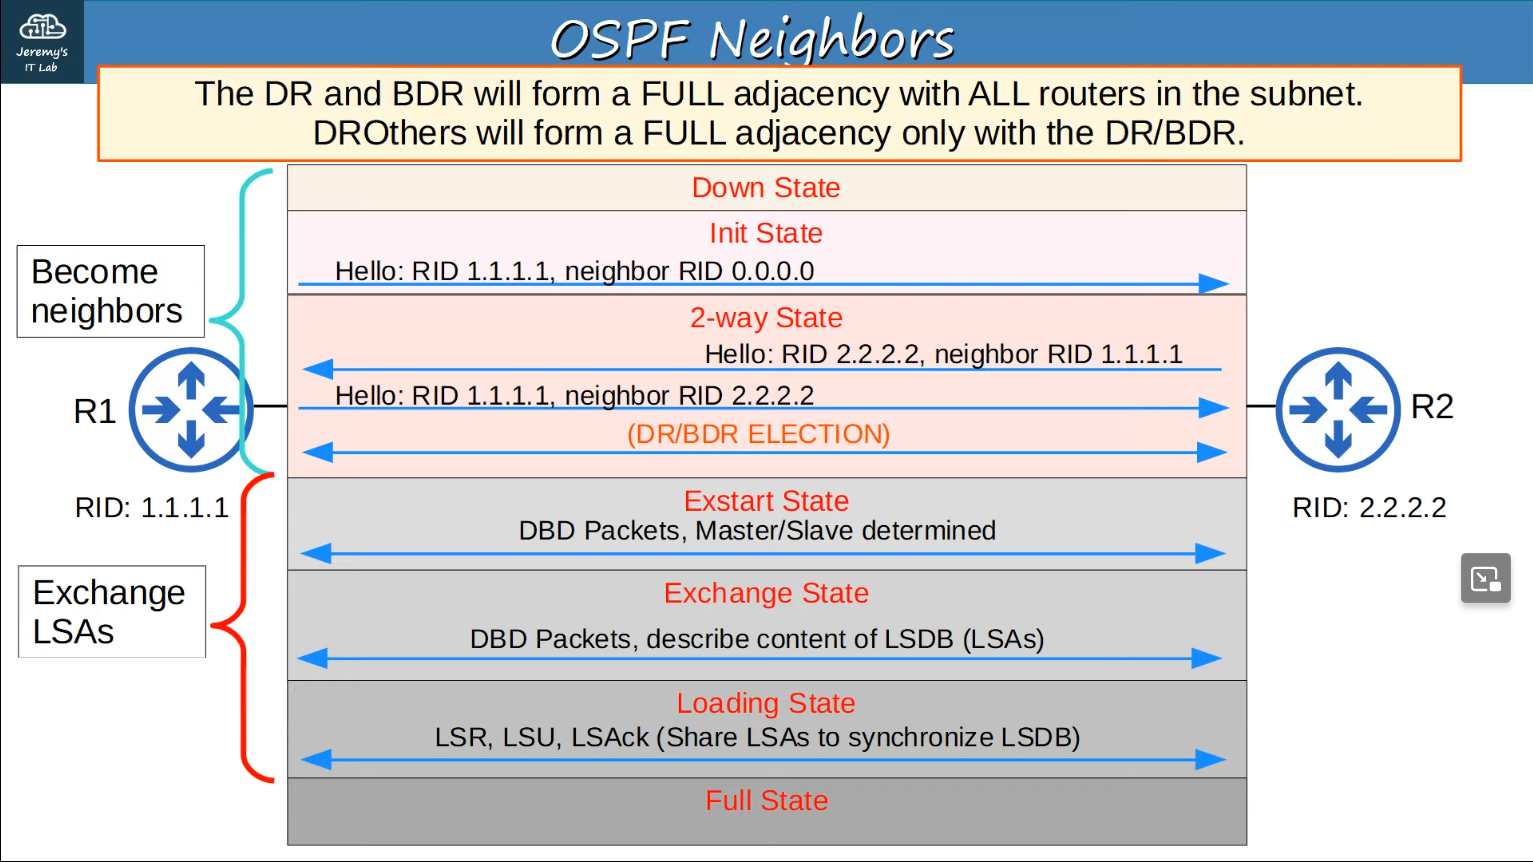 Jeremy's
IT Lab
OSPF Neighbors
The DR and BDR will form a FULL adjacency with ALL routers in the subnet.
DROthers will form a FULL adjacency only with the DR/BDR.
Down State
Init State
Hello: RID 1.1.1.1, neighbor RID 0.0.0.0
Become
neighbors
2-way State
Hello: RID 2.2.2.2, neighbor RID 1.1.1.1
Hello: RID 1.1.1.1, neighbor RID 2.2.2.2
(DR/BDR ELECTION)
R1
R2
RID: 1.1.1.1
RID: 2.2.2.2
Exstart State
DBD Packets, Master/Slave determined
Exchange
LSAs
Exchange State
DBD Packets, describe content of LSDB (LSAs)
Loading State
LSR, LSU, LSAck (Share LSAs to synchronize LSDB)
Full State